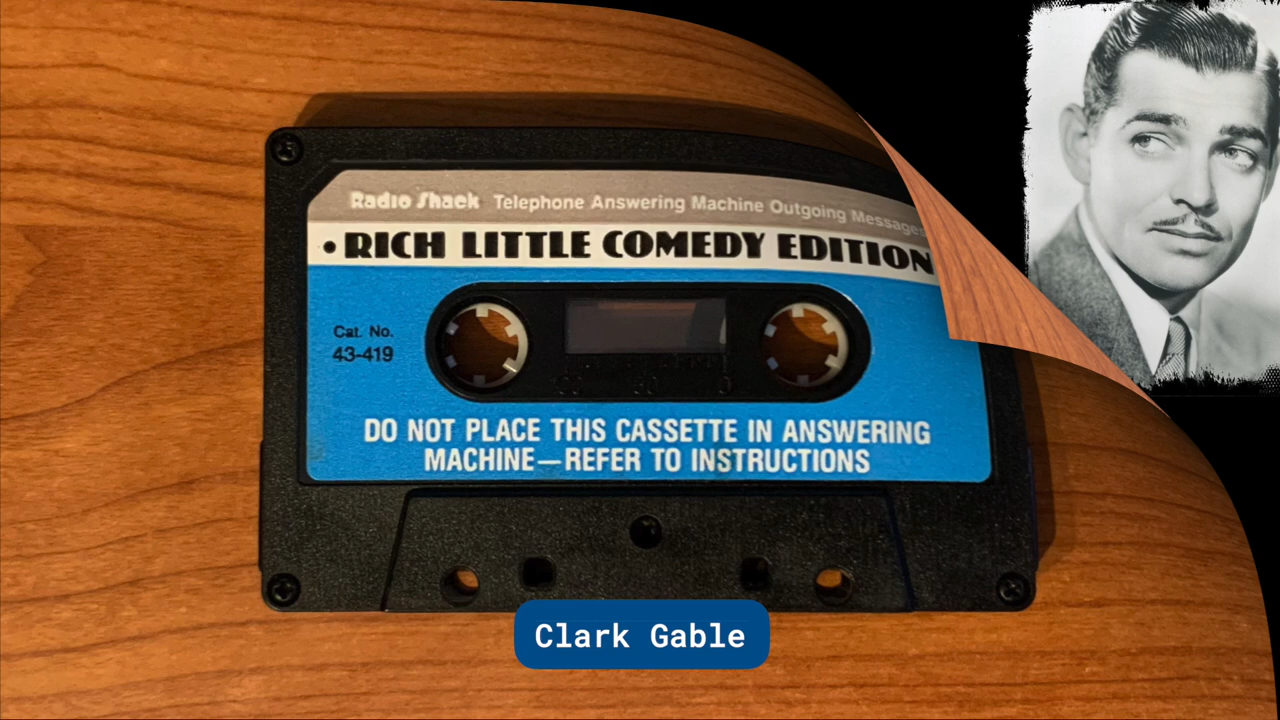 Radio Shack Telephone Answering Machine Outgoing Messages
• RICH LITTLE COMEDY EDITION
Cat. No.
43-419
DO NOT PLACE THIS CASSETTE IN ANSWERING
MACHINE—REFER TO INSTRUCTIONS
Clark Gable